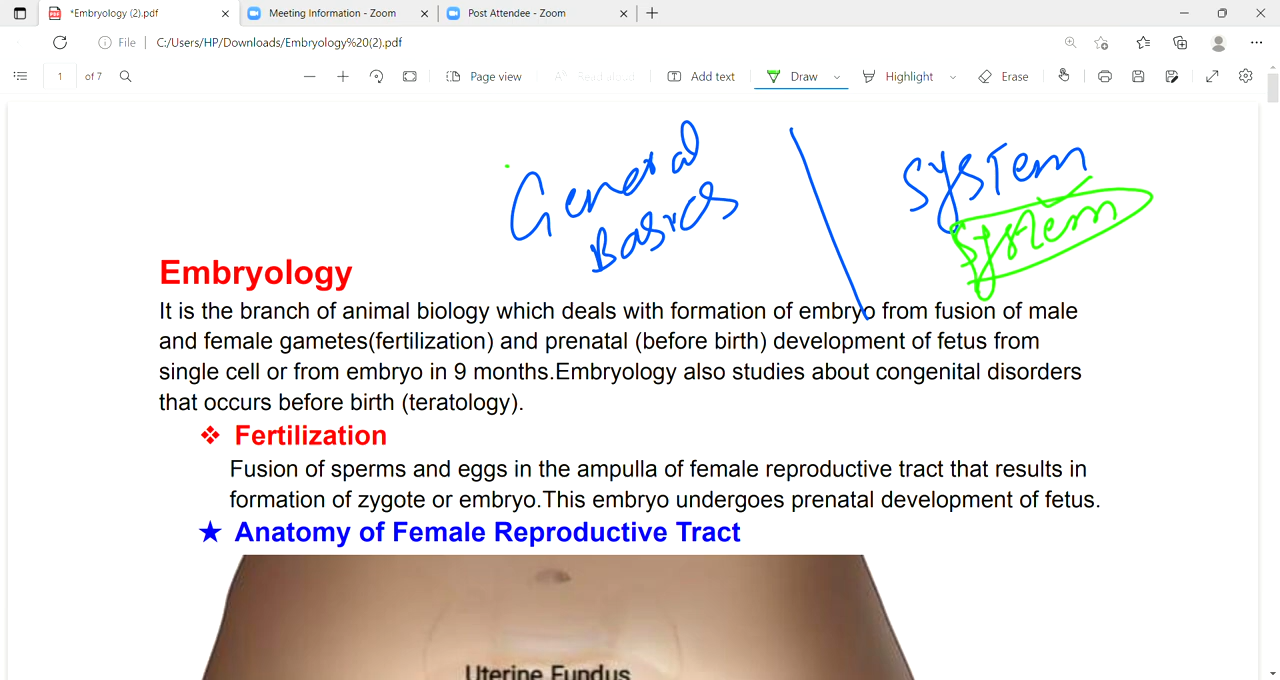 *Embryology (2).pdf
Meeting Information - Zoom
Post Attendee - Zoom
File
C:/Users/HP/Downloads/Embryology%20(2).pdf
1 of 7
Page view
Read aloud
Add text
Draw
Highlight
Erase
General
Basics
System
System
Embryology
It is the branch of animal biology which deals with formation of embryo from fusion of male
and female gametes(fertilization) and prenatal (before birth) development of fetus from
single cell or from embryo in 9 months.Embryology also studies about congenital disorders
that occurs before birth (teratology).
❖ Fertilization
Fusion of sperms and eggs in the ampulla of female reproductive tract that results in
formation of zygote or embryo.This embryo undergoes prenatal development of fetus.
★ Anatomy of Female Reproductive Tract
Uterine Fundus